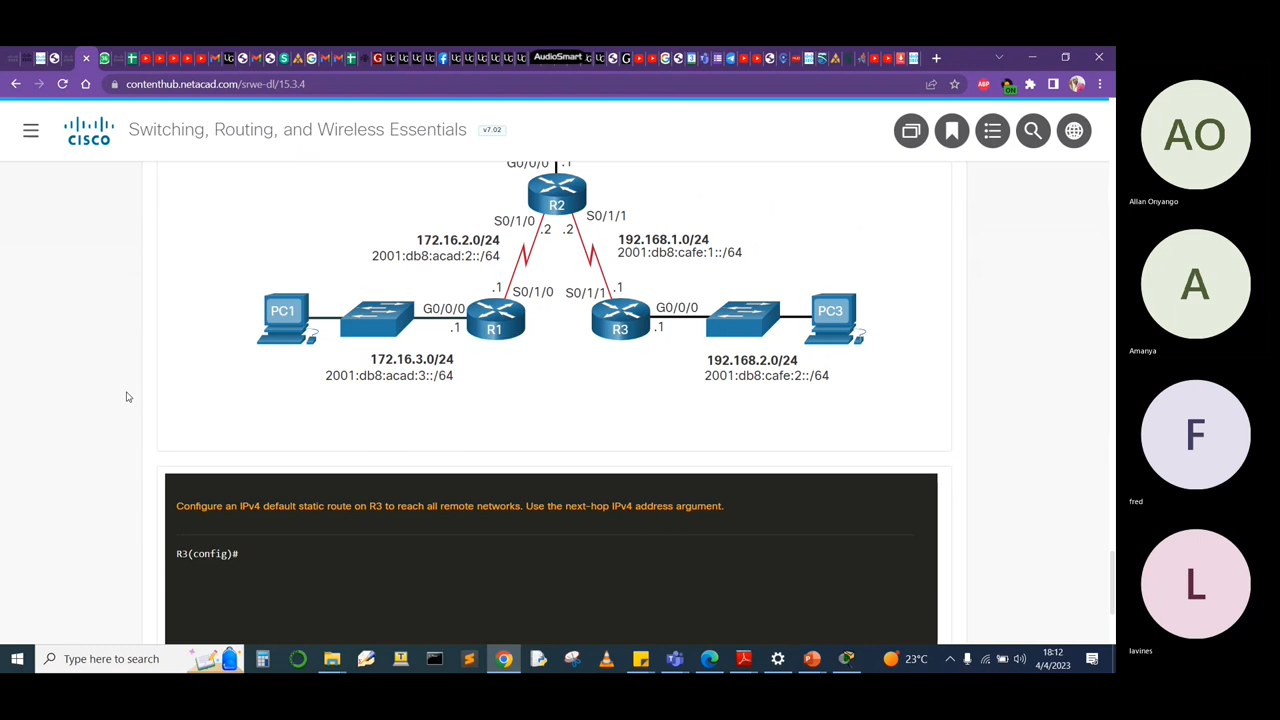 AudioSmart
contenthub.netacad.com/srwe-dl/15.3.4
ABP
ON
CISCO
Switching, Routing, and Wireless Essentials
v7.02
G0/0/0
.1
R2
S0/1/0
S0/1/1
.2
.2
172.16.2.0/24
192.168.1.0/24
2001:db8:acad:2::/64
2001:db8:cafe:1::/64
.1
S0/1/0
S0/1/1
.1
PC1
G0/0/0
G0/0/0
PC3
.1
R1
R3
.1
172.16.3.0/24
192.168.2.0/24
2001:db8:acad:3::/64
2001:db8:cafe:2::/64
Configure an IPv4 default static route on R3 to reach all remote networks. Use the next-hop IPv4 address argument.
R3(config)#
Type here to search
23°C
18:12
4/4/2023
AO
Allan Onyango
A
Amanya
F
fred
L
lavines